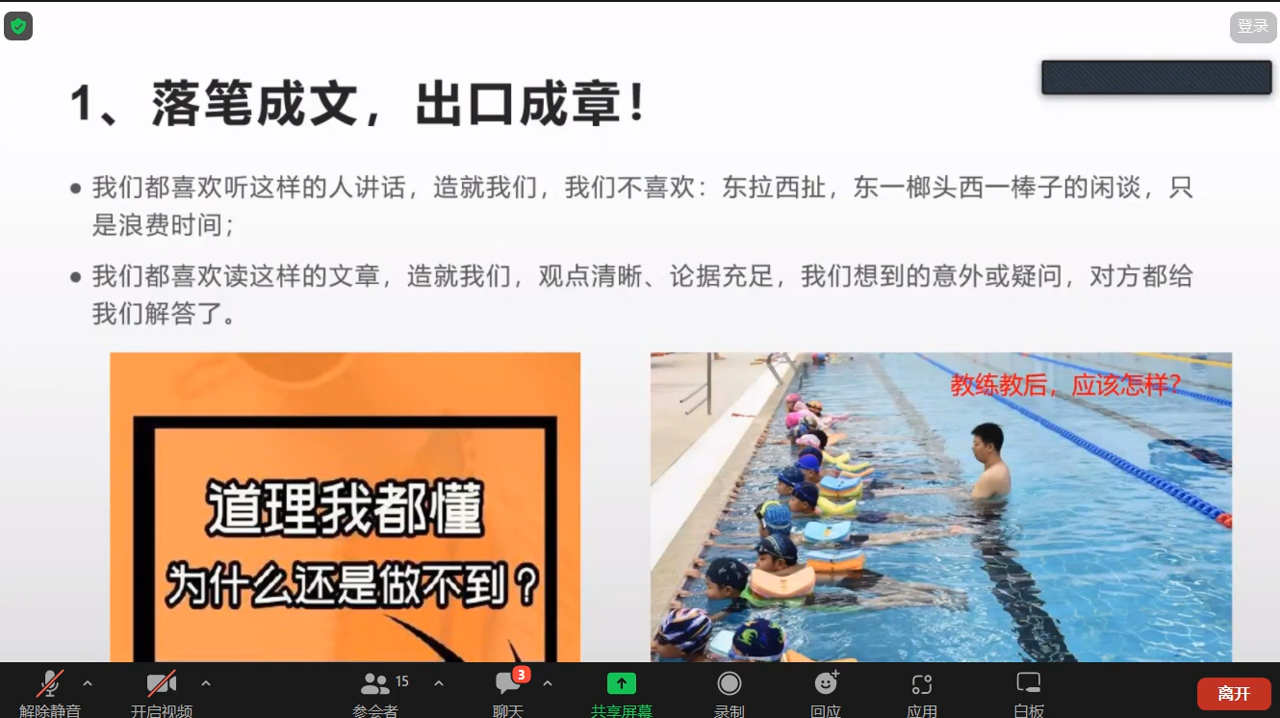 登录
1、落笔成文，出口成章！
我们都喜欢听这样的人讲话，造就我们，我们不喜欢：东拉西扯，东一榔头西一棒子的闲谈，只
是浪费时间；
我们都喜欢读这样的文章，造就我们，观点清晰、论据充足，我们想到的意外或疑问，对方都给
我们解答了。
教练教后，应该怎样？
道理我都懂
为什么还是做不到？
3
15
解除静音 开启视频 参会者 聊天 共享屏幕 录制 回应 应用 白板 离开